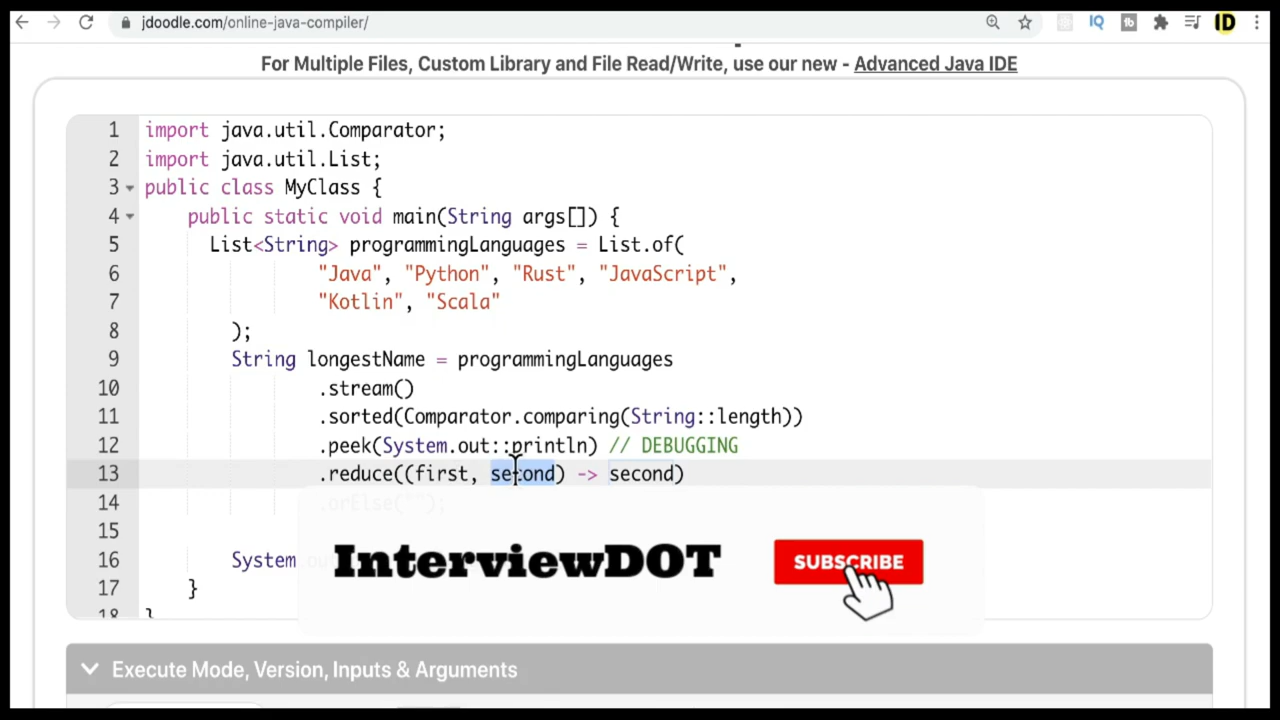 jdoodle.com/online-java-compiler/
For Multiple Files, Custom Library and File Read/Write, use our new - Advanced Java IDE
1 import java.util.Comparator;
2 import java.util.List;
3 public class MyClass {
4 public static void main(String args[]) {
5 List<String> programmingLanguages = List.of(
6 "Java", "Python", "Rust", "JavaScript",
7 "Kotlin", "Scala"
8 );
9 String longestName = programmingLanguages
10 .stream()
11 .sorted(Comparator.comparing(String::length))
12 .peek(System.out::println) // DEBUGGING
13 .reduce((first, second) -> second)
14 .orElse("");
15
16 System.out
17 }
18 }
InterviewDOT
SUBSCRIBE
Execute Mode, Version, Inputs & Arguments